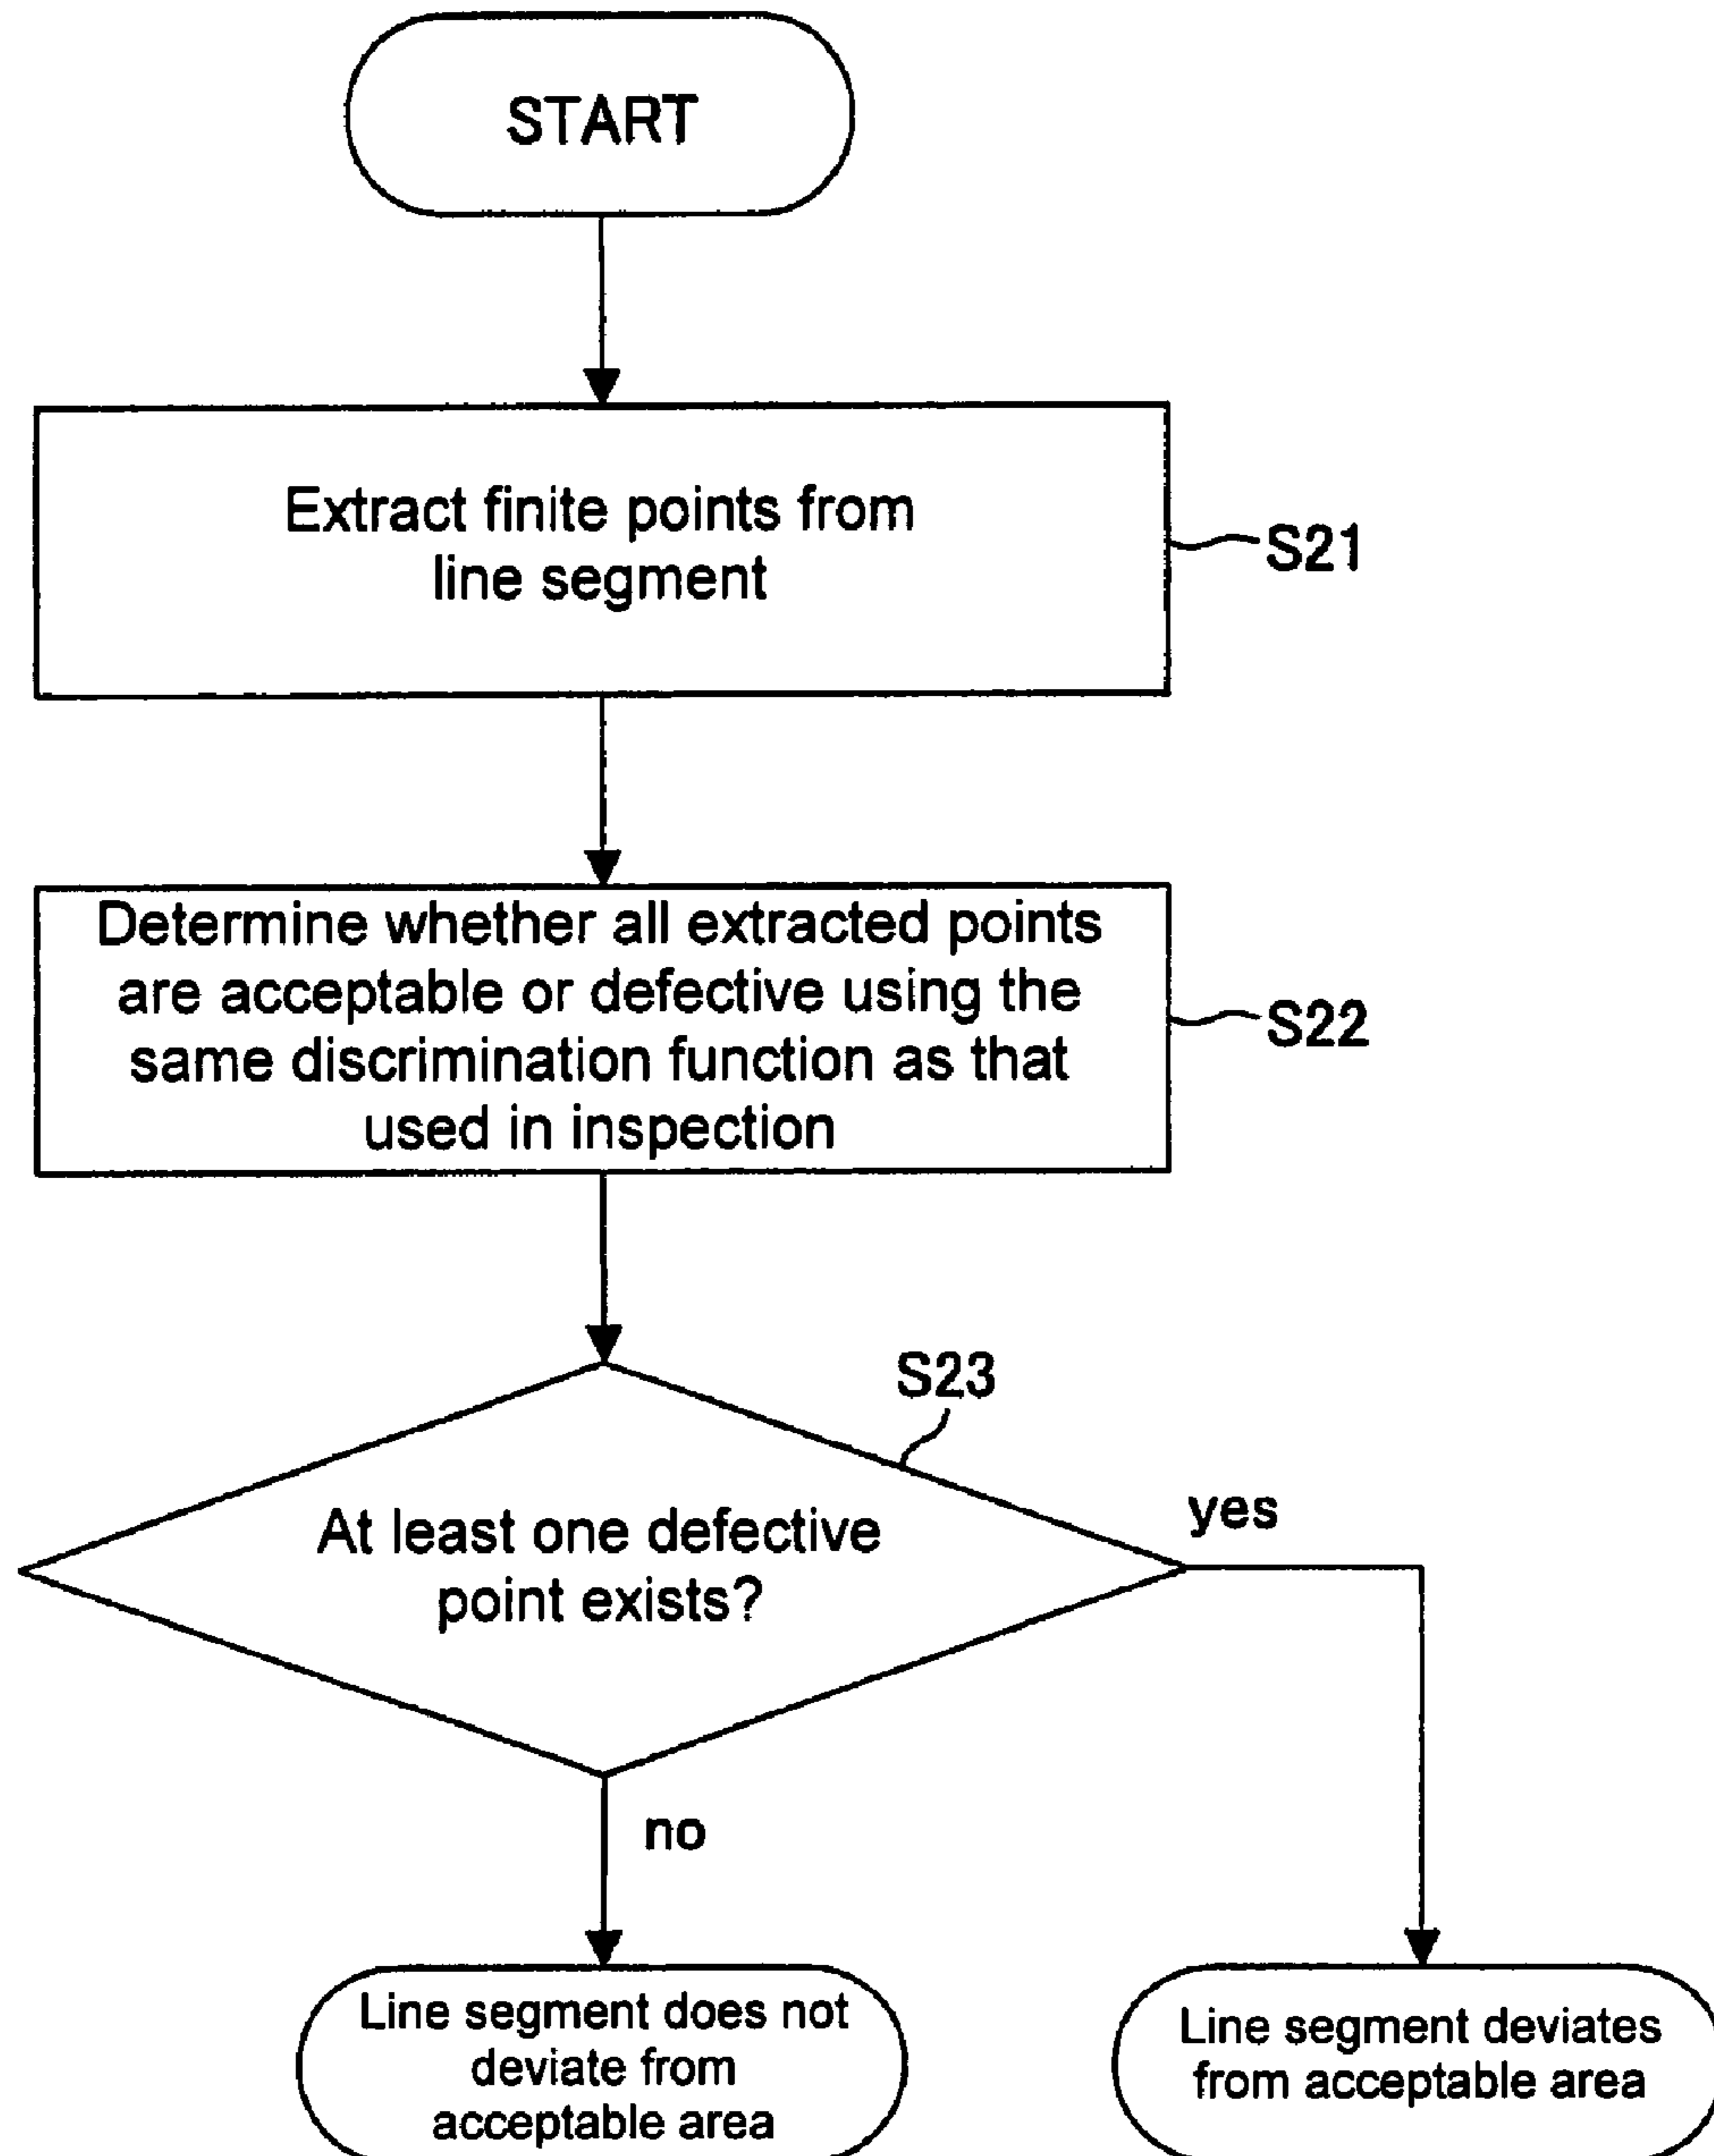 START
Extract finite points from
line segment
S21
Determine whether all extracted points
are acceptable or defective using the
same discrimination function as that
used in inspection
S22
S23
At least one defective
point exists?
yes
no
Line segment does not
deviate from
acceptable area
Line segment deviates
from acceptable area